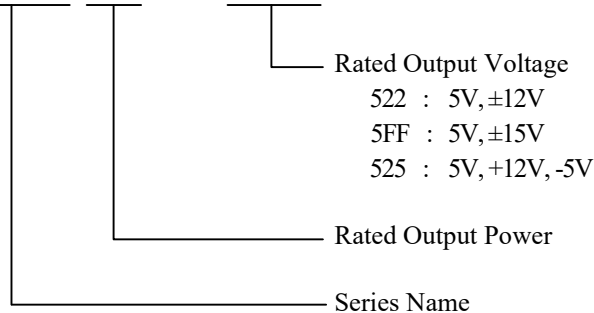 Rated Output Voltage
522 : 5V, ±12V
5FF : 5V, ±15V
525 : 5V, +12V, -5V
Rated Output Power
Series Name